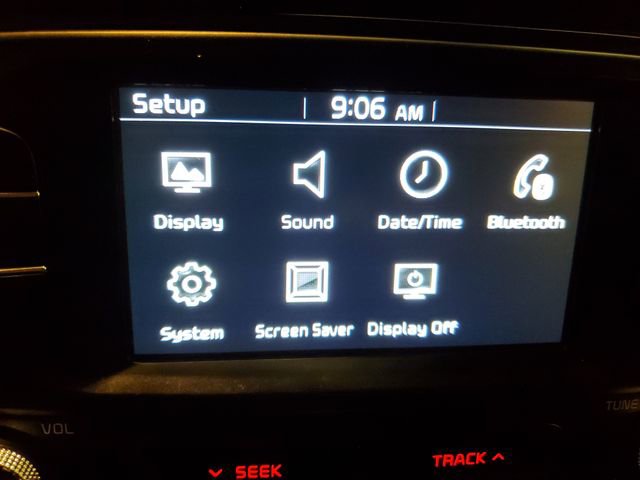 Setup 9:06 AM
Display Sound Date/Time Bluetooth
System Screen Saver Display Off
VOL TUNE
SEEK TRACK